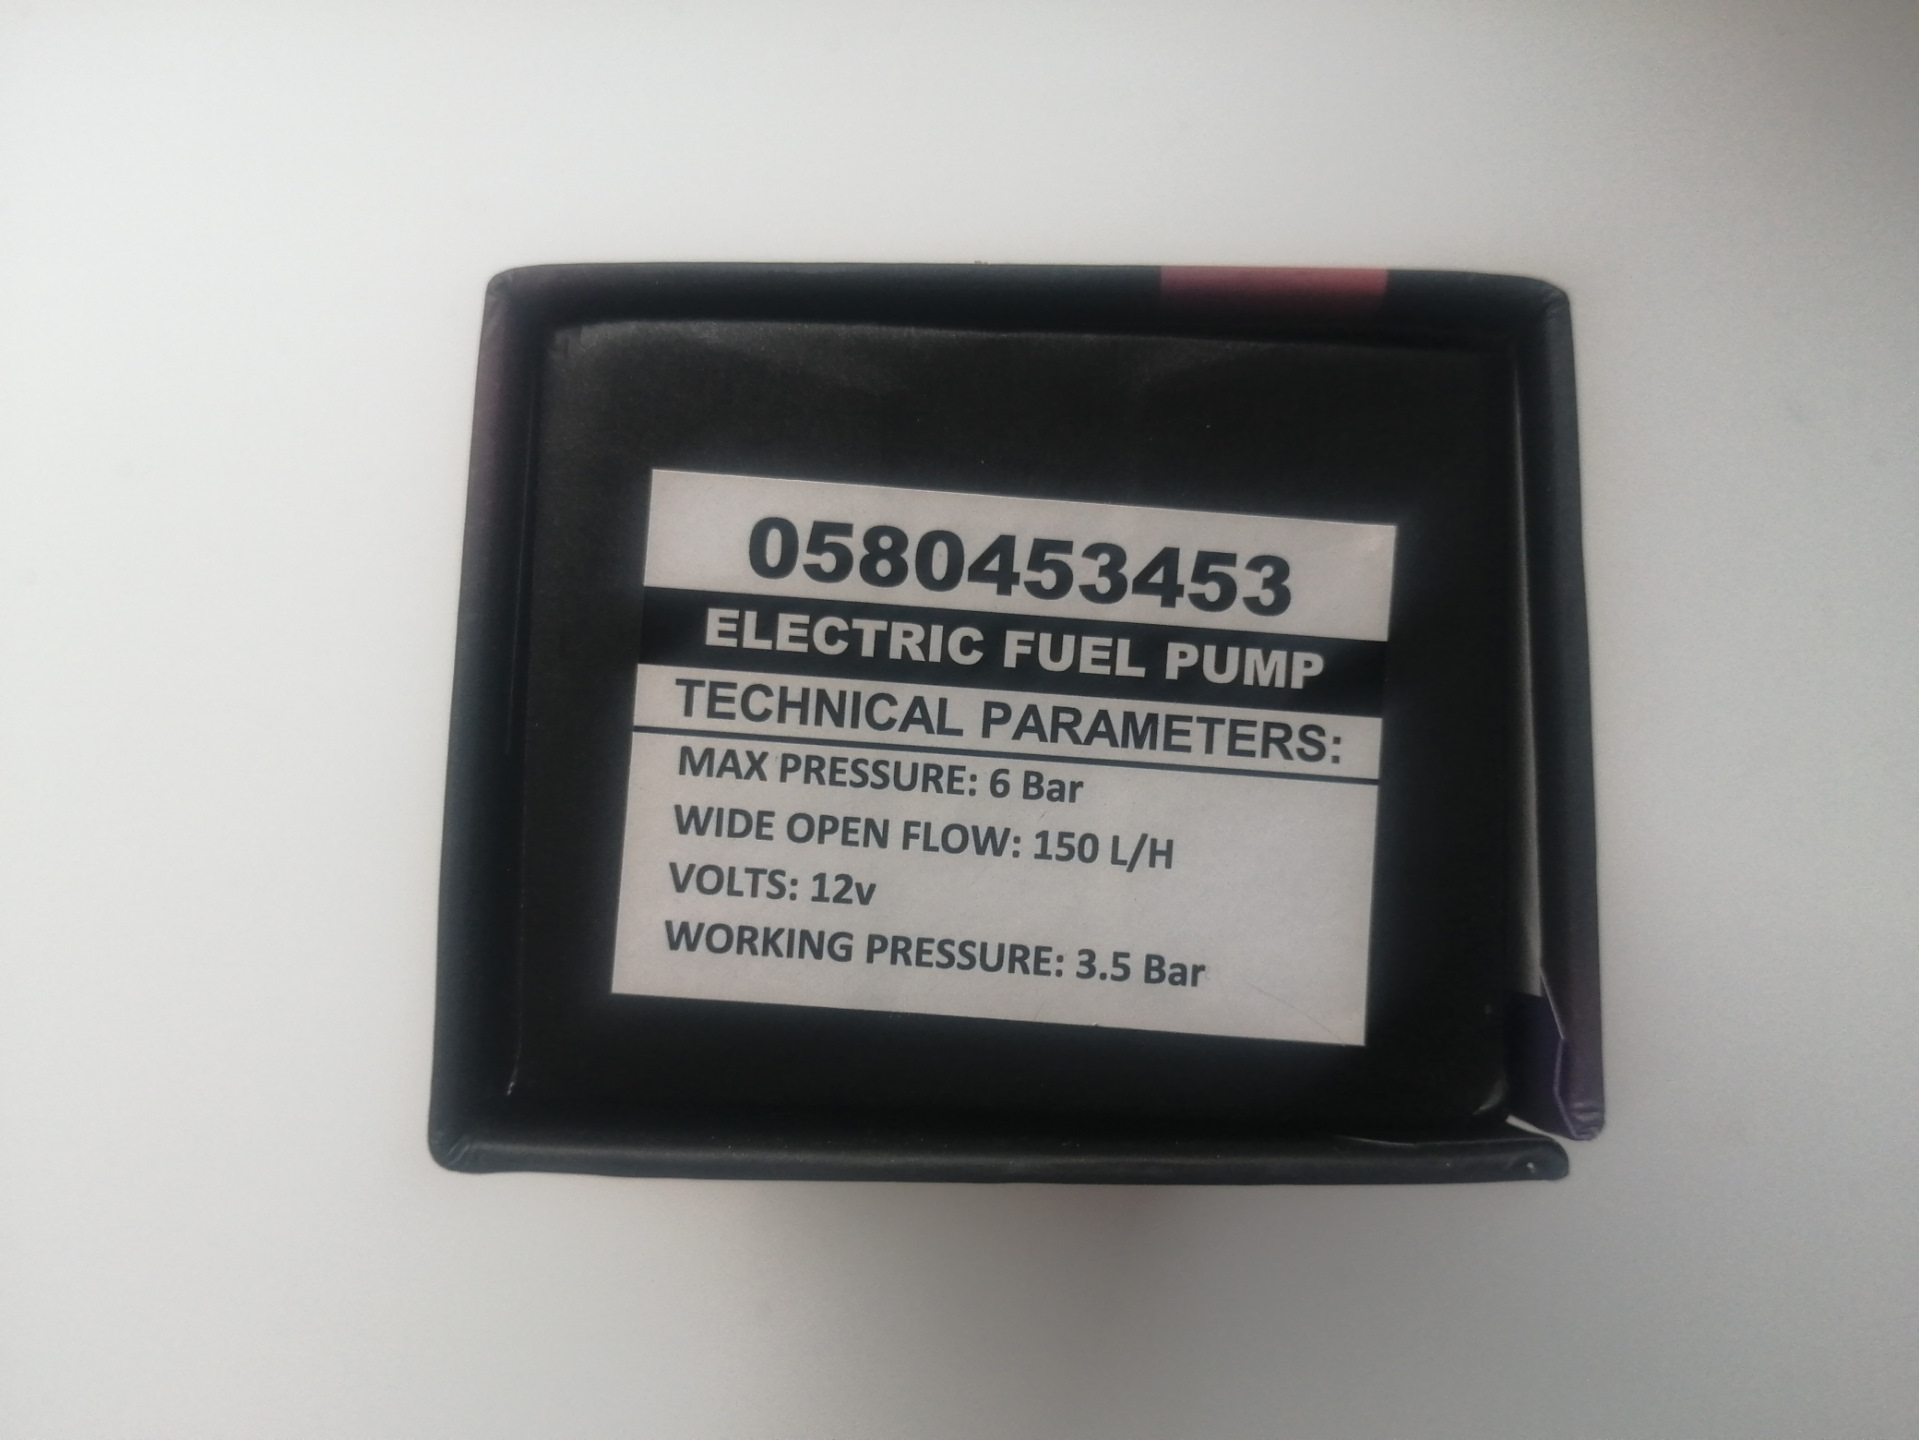 0580453453
ELECTRIC FUEL PUMP
TECHNICAL PARAMETERS:
MAX PRESSURE: 6 Bar
WIDE OPEN FLOW: 150 L/H
VOLTS: 12v
WORKING PRESSURE: 3.5 Bar